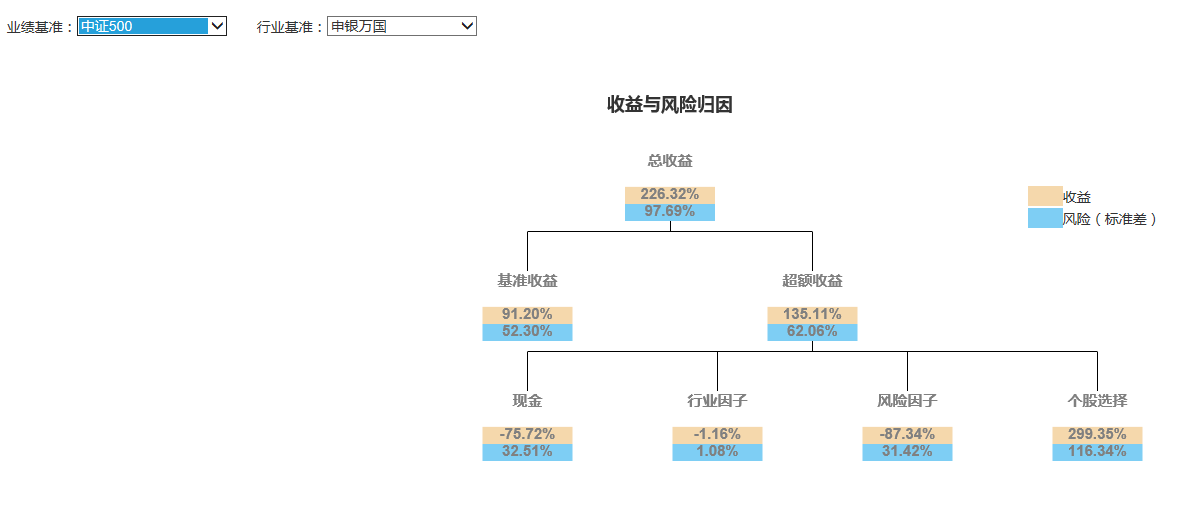 业绩基准：中证500 行业基准：申银万国
收益与风险归因
总收益
226.32%
97.69%
收益
风险（标准差）
基准收益 超额收益
91.20% 135.11%
52.30% 62.06%
现金 行业因子 风险因子 个股选择
-75.72% -1.16% -87.34% 299.35%
32.51% 1.08% 31.42% 116.34%